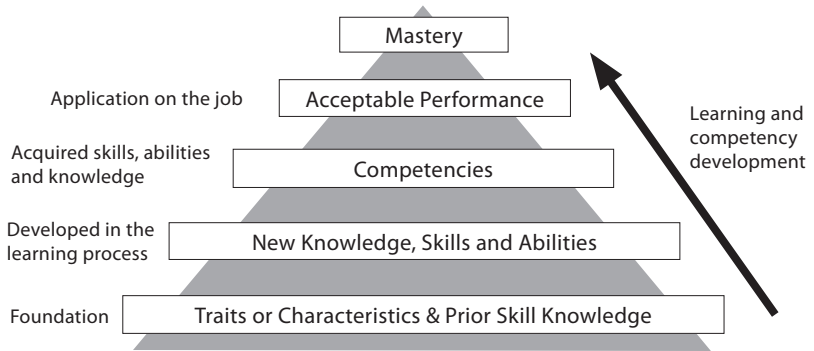 Mastery
Application on the job
Acceptable Performance
Learning and
competency
development
Acquired skills, abilities
and knowledge
Competencies
Developed in the
learning process
New Knowledge, Skills and Abilities
Foundation
Traits or Characteristics & Prior Skill Knowledge